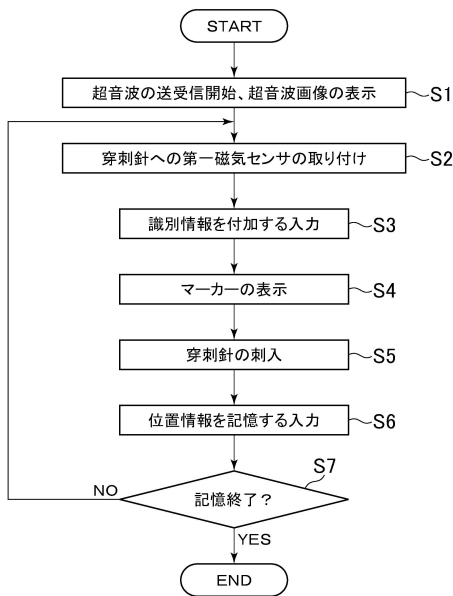 START
超音波の送受信開始、超音波画像の表示
S1
穿刺針への第一磁気センサの取り付け
S2
識別情報を付加する入力
S3
マーカーの表示
S4
穿刺針の刺入
S5
位置情報を記憶する入力
S6
S7
記憶終了？
NO
YES
END